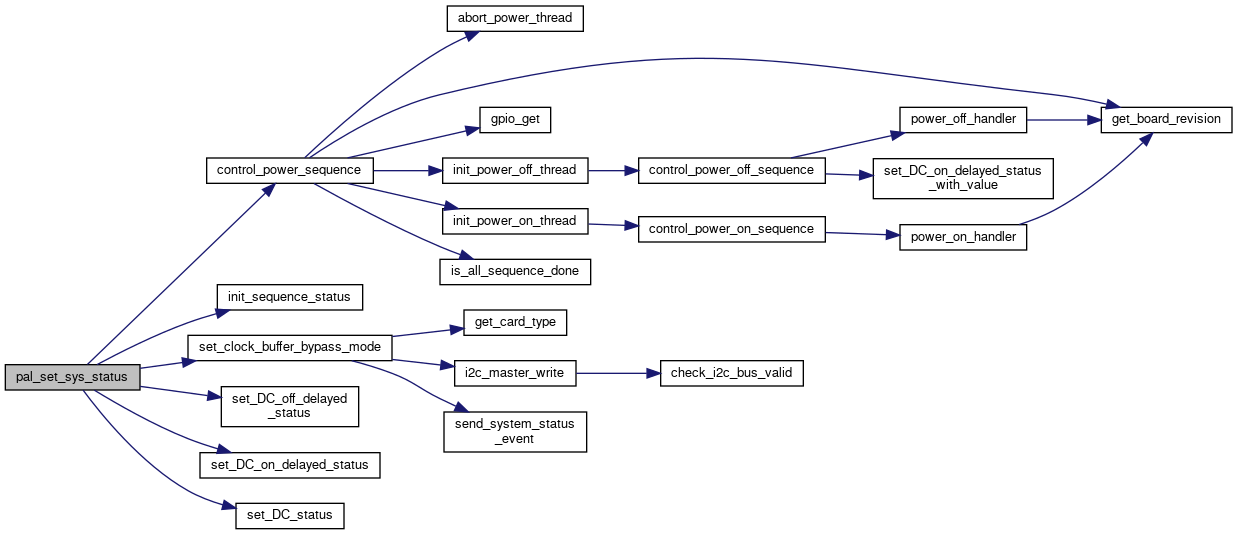 abort_power_thread
gpio_get
power_off_handler
get_board_revision
control_power_sequence
init_power_off_thread
control_power_off_sequence
set_DC_on_delayed_status
_with_value
init_power_on_thread
control_power_on_sequence
power_on_handler
is_all_sequence_done
init_sequence_status
get_card_type
set_clock_buffer_bypass_mode
pal_set_sys_status
i2c_master_write
check_i2c_bus_valid
set_DC_off_delayed
_status
send_system_status
_event
set_DC_on_delayed_status
set_DC_status